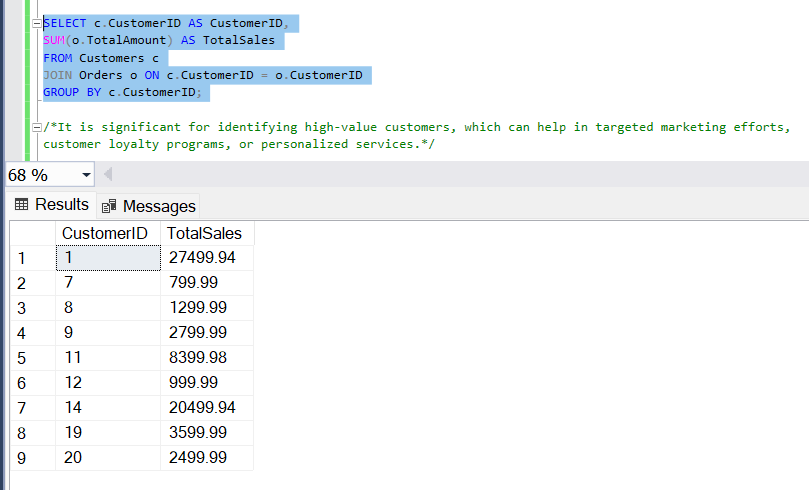 SELECT c.CustomerID AS CustomerID,
SUM(o.TotalAmount) AS TotalSales
FROM Customers c
JOIN Orders o ON c.CustomerID = o.CustomerID
GROUP BY c.CustomerID;
/*It is significant for identifying high-value customers, which can help in targeted marketing efforts,
customer loyalty programs, or personalized services.*/
68 %
Results Messages
CustomerID TotalSales
1 1 27499.94
2 7 799.99
3 8 1299.99
4 9 2799.99
5 11 8399.98
6 12 999.99
7 14 20499.94
8 19 3599.99
9 20 2499.99